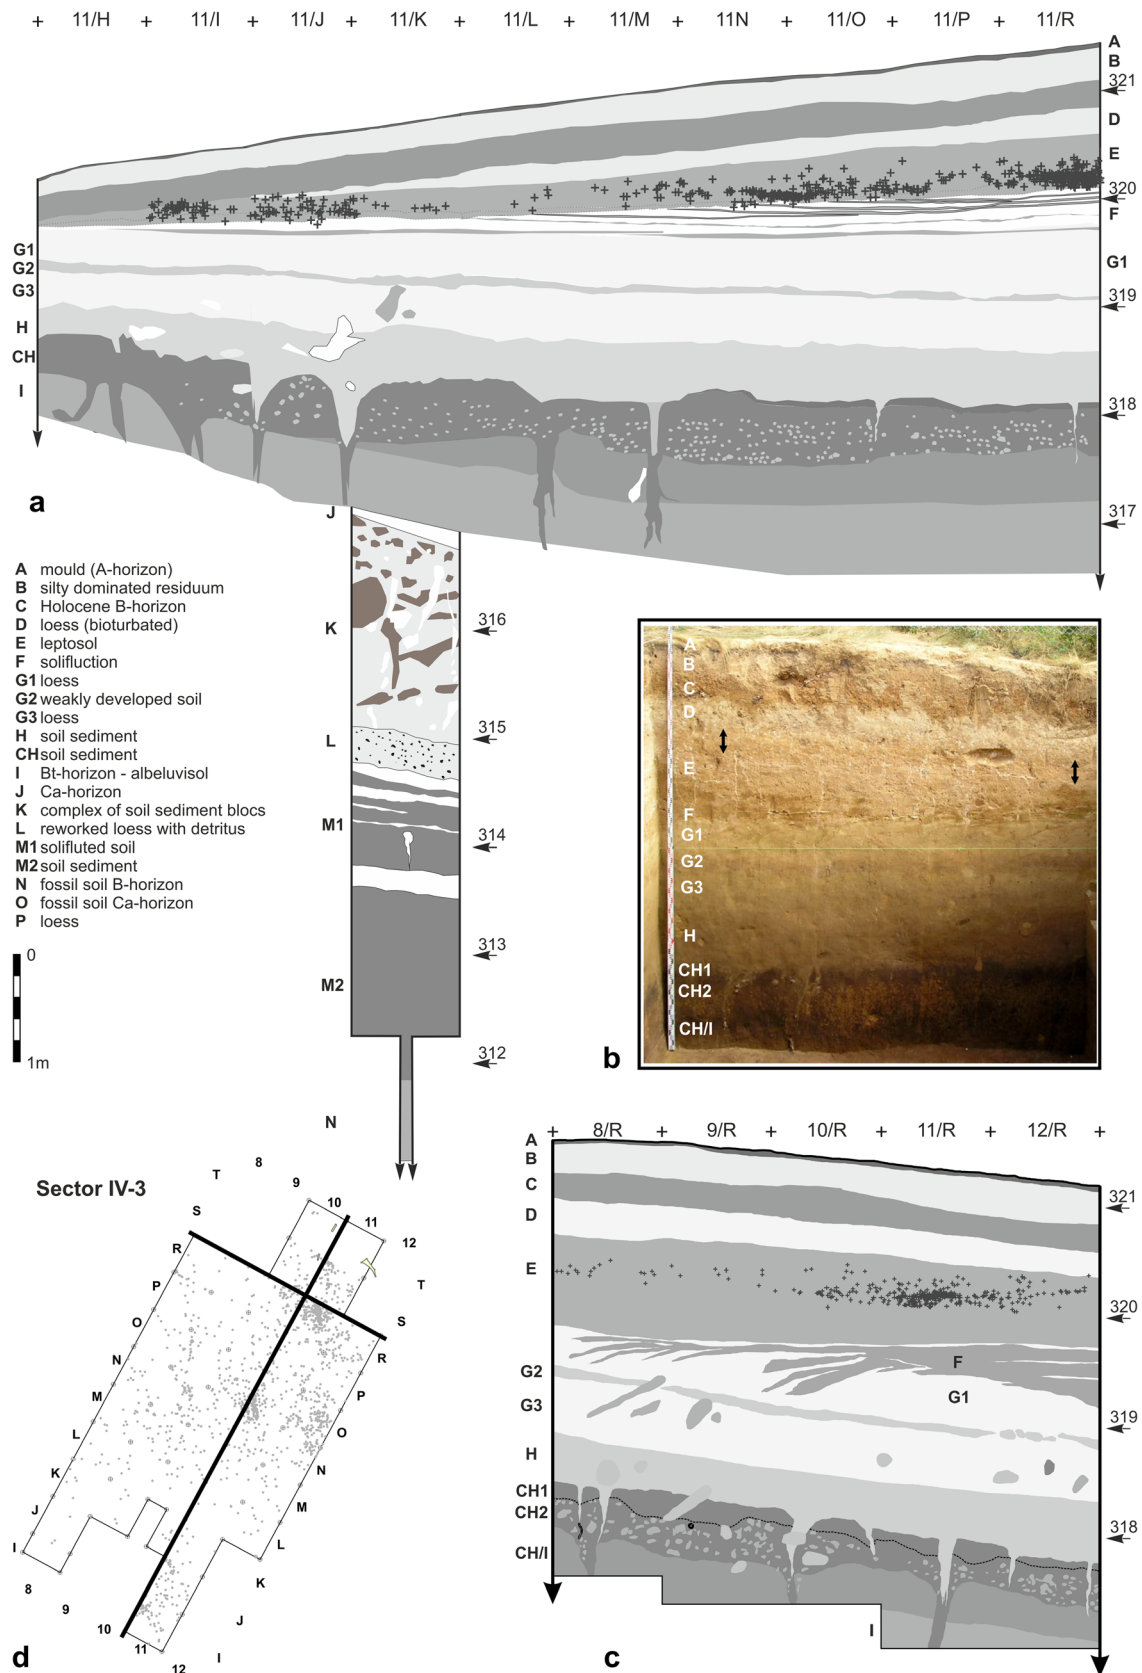 + 11/H + 11/I + 11/J + 11/K + 11/L + 11/M + 11N + 11/O + 11/P + 11/R
A
B
321
D
E
320
F
G1
G1
G2
G3
319
H
CH
I
318
a
317
J
A mould (A-horizon)
B silty dominated residuum
C Holocene B-horizon
D loess (bioturbated)
E leptosol
F solifluction
G1 loess
G2 weakly developed soil
G3 loess
H soil sediment
CH soil sediment
I Bt-horizon - albeluvisol
J Ca-horizon
K complex of soil sediment blocs
L reworked loess with detritus
M1 solifluted soil
M2 soil sediment
N fossil soil B-horizon
O fossil soil Ca-horizon
P loess
0
1m
316
K
315
L
M1
314
313
M2
312
N
A
B
C
D
E
F
G1
G2
G3
H
CH1
CH2
CH/I
b
+ 8/R + 9/R + 10/R + 11/R + 12/R +
A
B
C
321
D
E
320
F
G2
G1
G3
319
H
CH1
CH2
318
CH/I
I
c
Sector IV-3
T
8
9
10
11
12
S
R
P
O
N
M
L
K
J
I
T
S
R
P
O
N
M
L
K
J
I
8
9
10
11
12
d